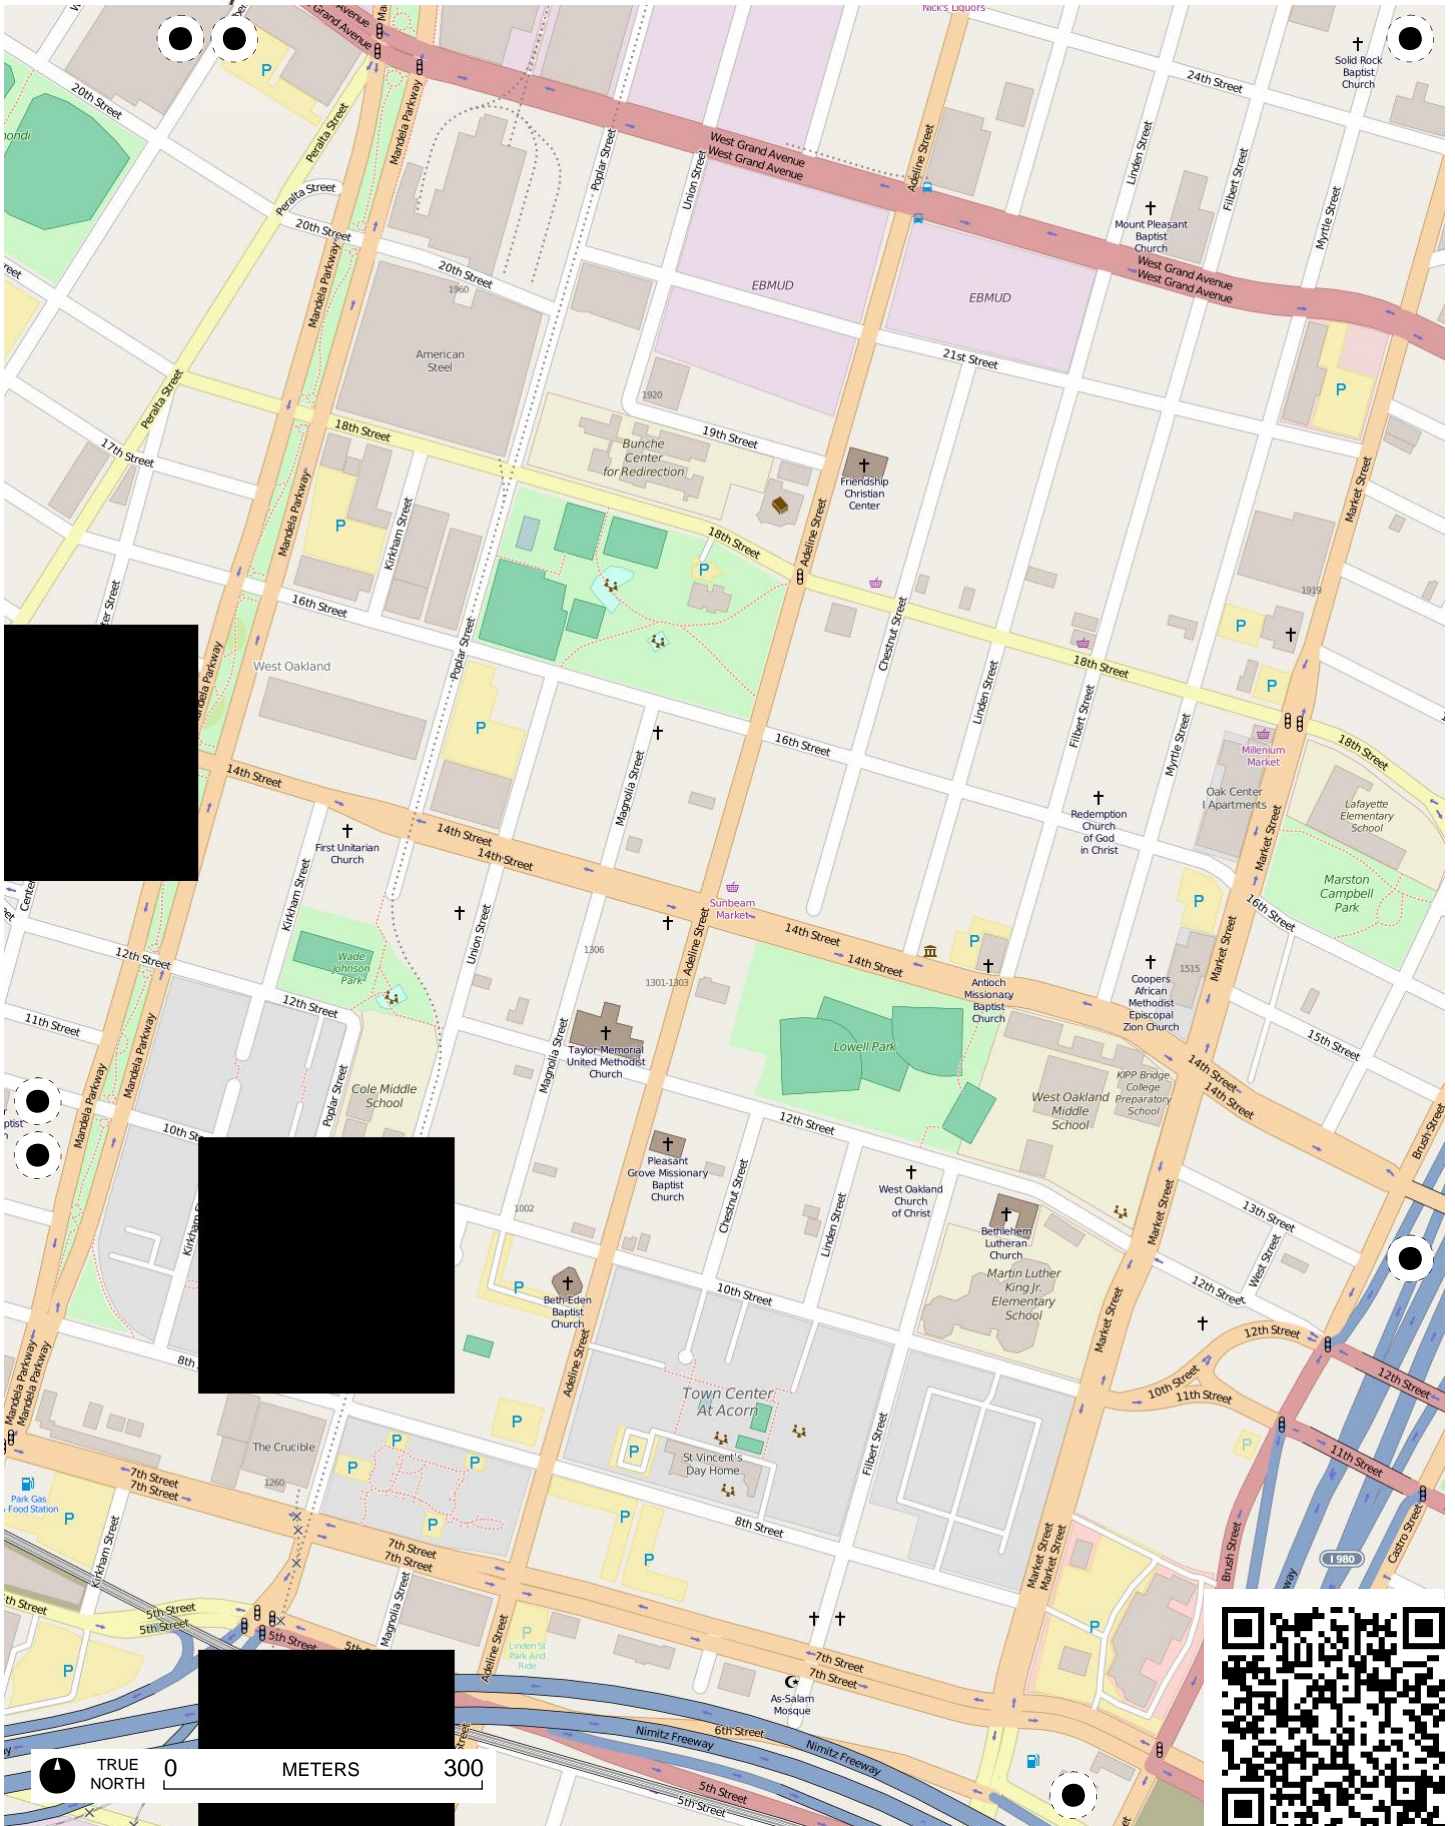 Nick's Liquors
Grand Avenue
Solid Rock
Baptist
Church
24th Street
20th Street
Peralta Street
Mandela Parkway
Poplar Street
Union Street
West Grand Avenue
West Grand Avenue
Adeline Street
Linden Street
Filbert Street
Myrtle Street
Mount Pleasant
Baptist
Church
Peralta Street
20th Street
20th Street
1960
Mandela Parkway
EBMUD
EBMUD
West Grand Avenue
West Grand Avenue
American
Steel
21st Street
P
P
Peralta Street
1920
18th Street
19th Street
17th Street
Bunche
Center
for Redirection
Friendship
Christian
Center
Market Street
Mandela Parkway
P
Kirkham Street
18th Street
Adeline Street
P
16th Street
1919
P
Chestnut Street
Poplar Street
West Oakland
18th Street
Linden Street
Filbert Street
Myrtle Street
P
P
16th Street
18th Street
Millenium
Market
14th Street
Magnolia Street
Oak Center
I Apartments
Lafayette
Elementary
School
Redemption
Church
of God
in Christ
First Unitarian
Church
14th Street
14th Street
Market Street
Marston
Campbell
Park
Kirkham Street
Sunbeam
Market
P
16th Street
Union Street
14th Street
14th Street
P
Market Street
12th Street
Wade
Johnson
Park
1306
Adeline Street
1301-1303
Antioch
Missionary
Baptist
Church
Coopers
African
Methodist
Episcopal
Zion Church
1515
11th Street
12th Street
Mandela Parkway
Mandela Parkway
Taylor Memorial
United Methodist
Church
Magnolia Street
Lowell Park
15th Street
14th Street
14th Street
Poplar Street
Cole Middle
School
West Oakland
Middle
School
KIPP Bridge
College
Preparatory
School
12th Street
Brush Street
Pleasant
Grove Missionary
Baptist
Church
Chestnut Street
West Oakland
Church
of Christ
Linden Street
1002
Bethlehem
Lutheran
Church
Market Street
13th Street
West Street
12th Street
P
Beth-Eden
Baptist
Church
10th Street
Martin Luther
King Jr.
Elementary
School
Market Street
12th Street
Mandela Parkway
Mandela Parkway
8th
Adeline Street
Town Center
At Acorn
10th Street
11th Street
12th Street
11th Street
P
P
P
P
P
P
P
The Crucible
1260
St Vincent's
Day Home
Filbert Street
7th Street
7th Street
Park Gas
Food Station
P
P
8th Street
Market Street
Market Street
Castro Street
Brush Street
I 980
Kirkham Street
7th Street
7th Street
P
Magnolia Street
5th Street
5th Street
5th Street
Adeline Street
P
Linden St
Park And
Ride
P
P
7th Street
7th Street
As-Salam
Mosque
6th Street
Nimitz Freeway
Nimitz Freeway
TRUE
NORTH
0
METERS
300
5th Street
5th Street